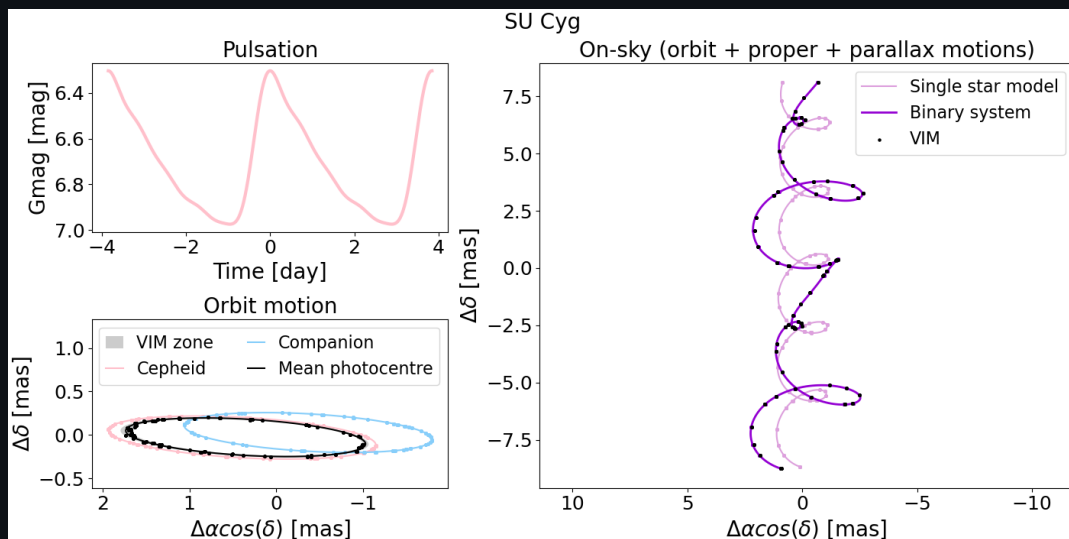 SU Cyg
Pulsation
Gmag [mag]
6.4
6.6
6.8
7.0
−4 −2 0 2 4
Time [day]
Orbit motion
VIM zone
Cepheid
Companion
Mean photocentre
Δδ [mas]
1.0
0.5
0.0
−0.5
2 1 0 −1
Δαcos(δ) [mas]
On-sky (orbit + proper + parallax motions)
Single star model
Binary system
VIM
Δδ [mas]
7.5
5.0
2.5
0.0
−2.5
−5.0
−7.5
10 5 0 −5 −10
Δαcos(δ) [mas]